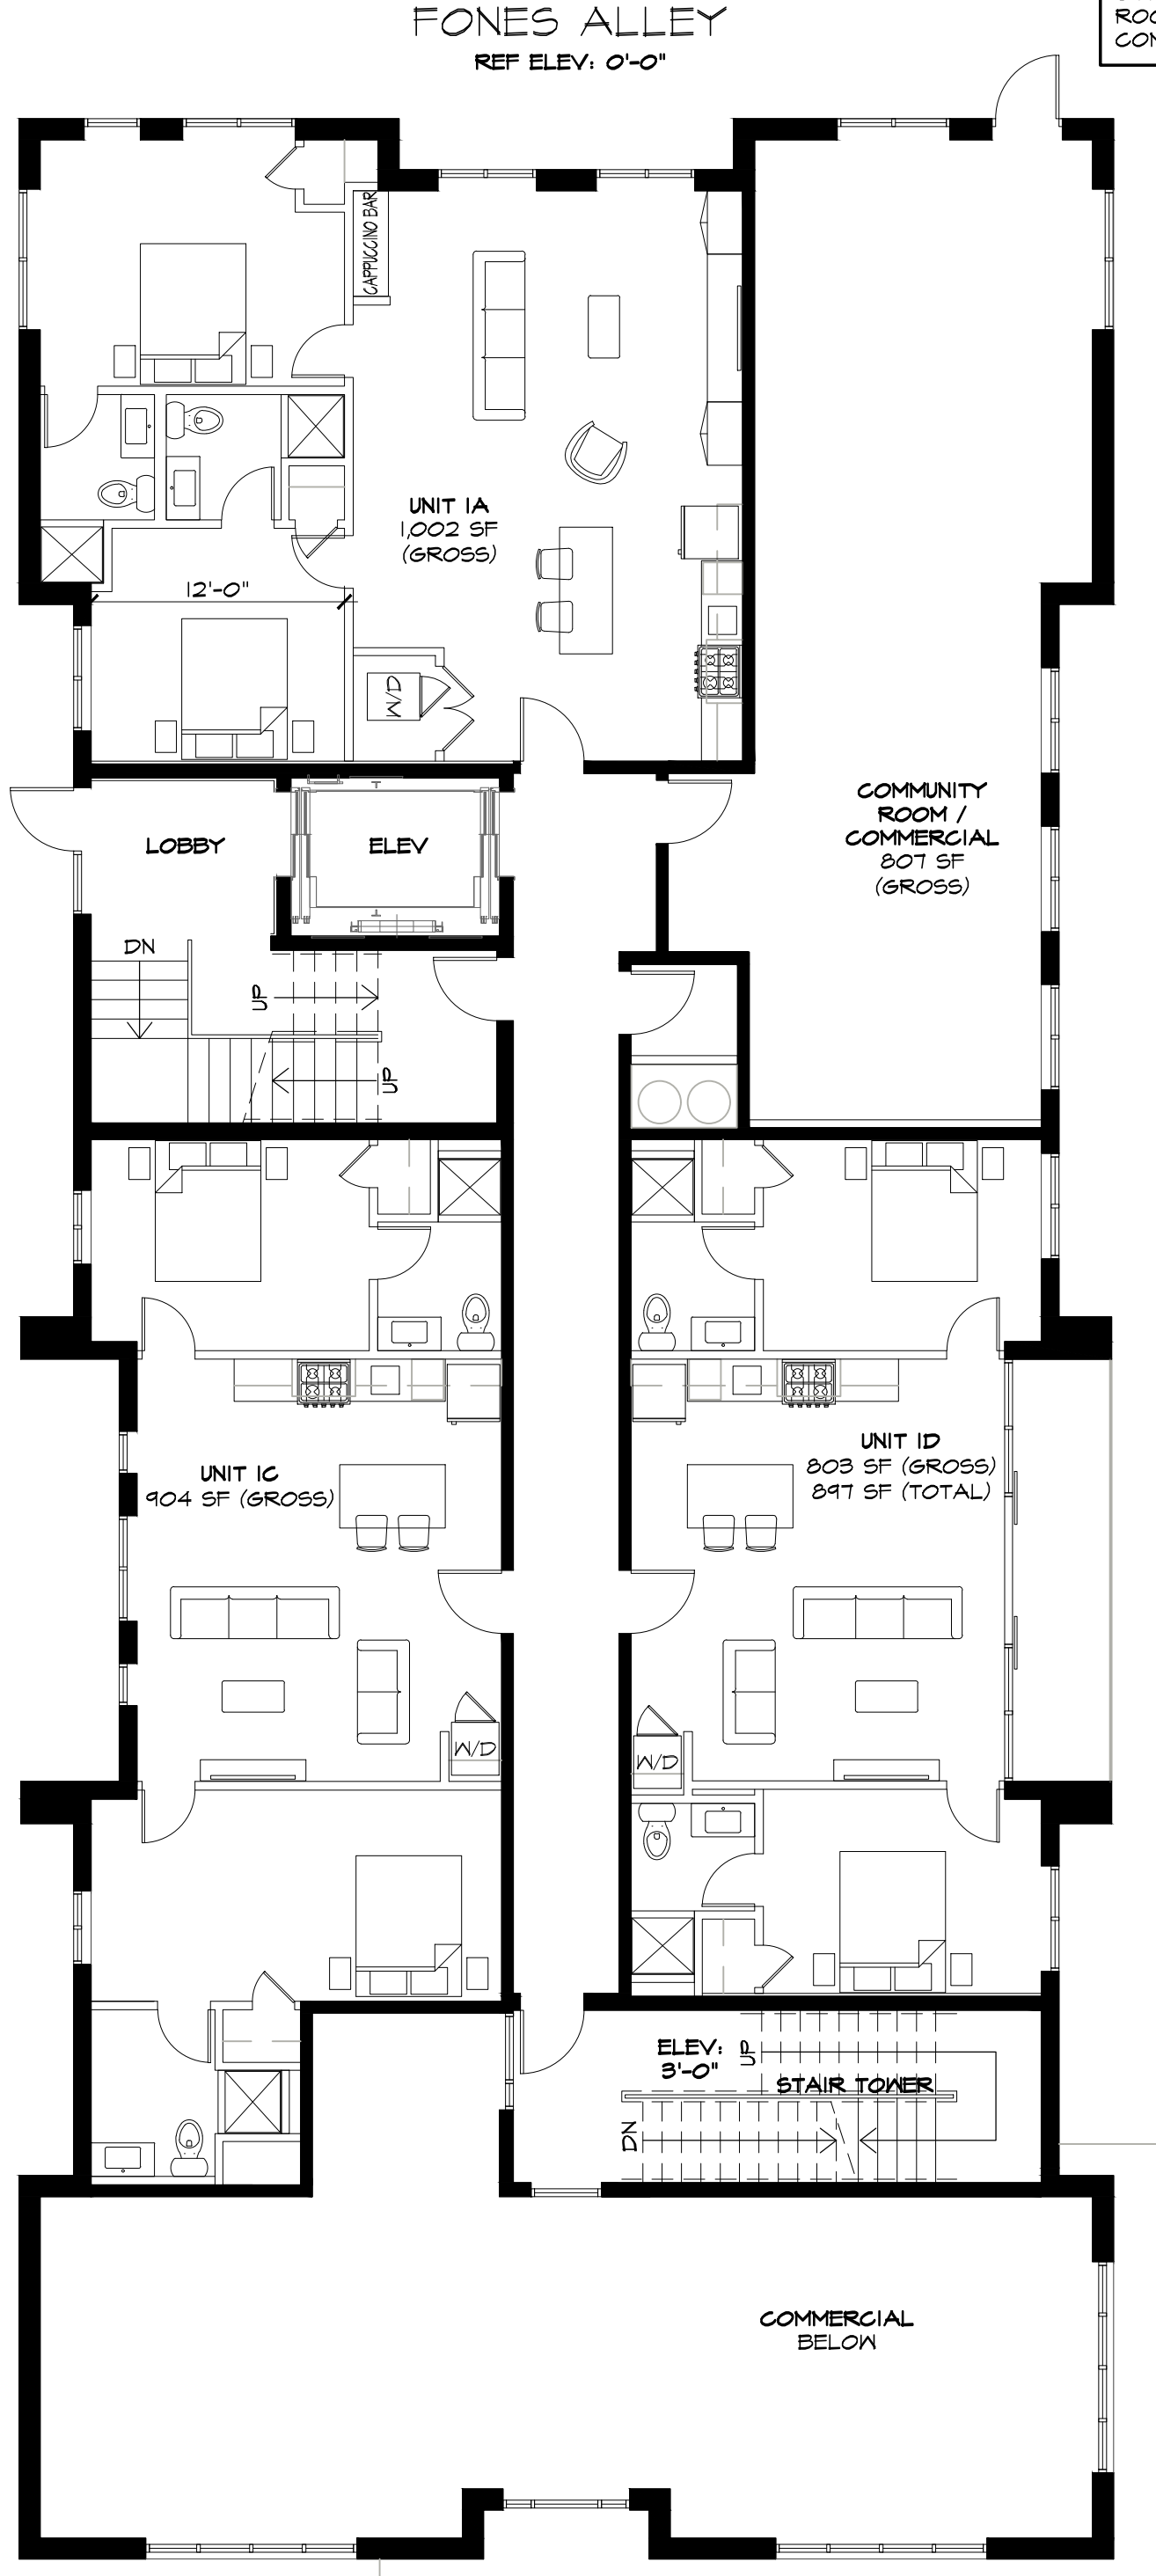 FONES ALLEY
REF ELEV: 0'-0"
CAPPUCCINO BAR
UNIT 1A
1,002 SF
(GROSS)
12'-0"
W/D
COMMUNITY
ROOM /
COMMERCIAL
807 SF
(GROSS)
LOBBY
ELEV
DN
UP
UP
UNIT 1C
904 SF (GROSS)
UNIT 1D
803 SF (GROSS)
897 SF (TOTAL)
W/D
W/D
ELEV:
3'-0"
UP
STAIR TOWER
DN
COMMERCIAL
BELOW